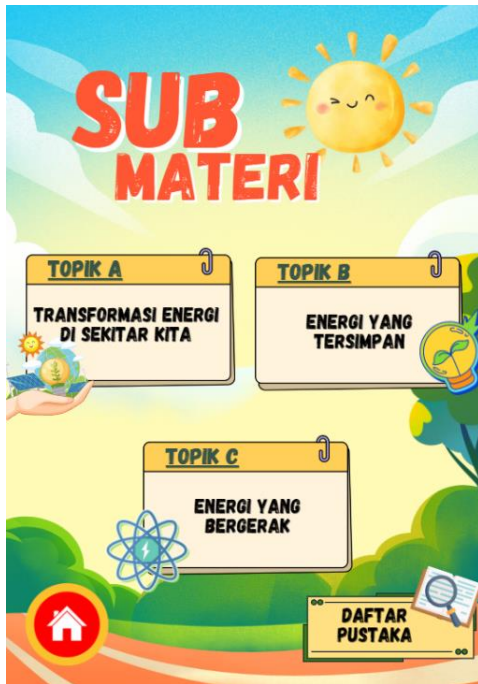 SUB
MATERI
TOPIK A
TRANSFORMASI ENERGI
DI SEKITAR KITA
TOPIK B
ENERGI YANG
TERSIMPAN
TOPIK C
ENERGI YANG
BERGERAK
DAFTAR
PUSTAKA